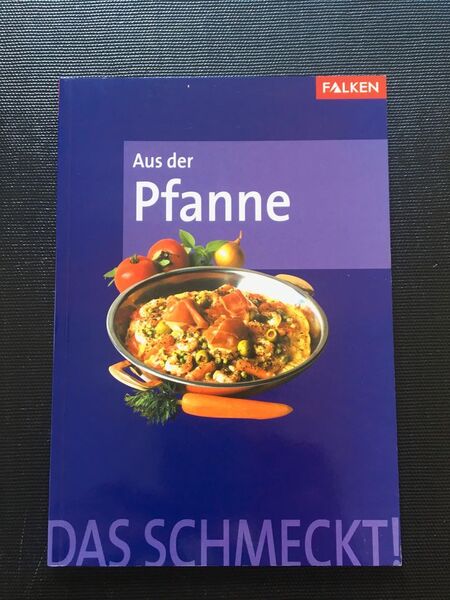 FALKEN
Aus der
Pfanne
DAS SCHMECKT!